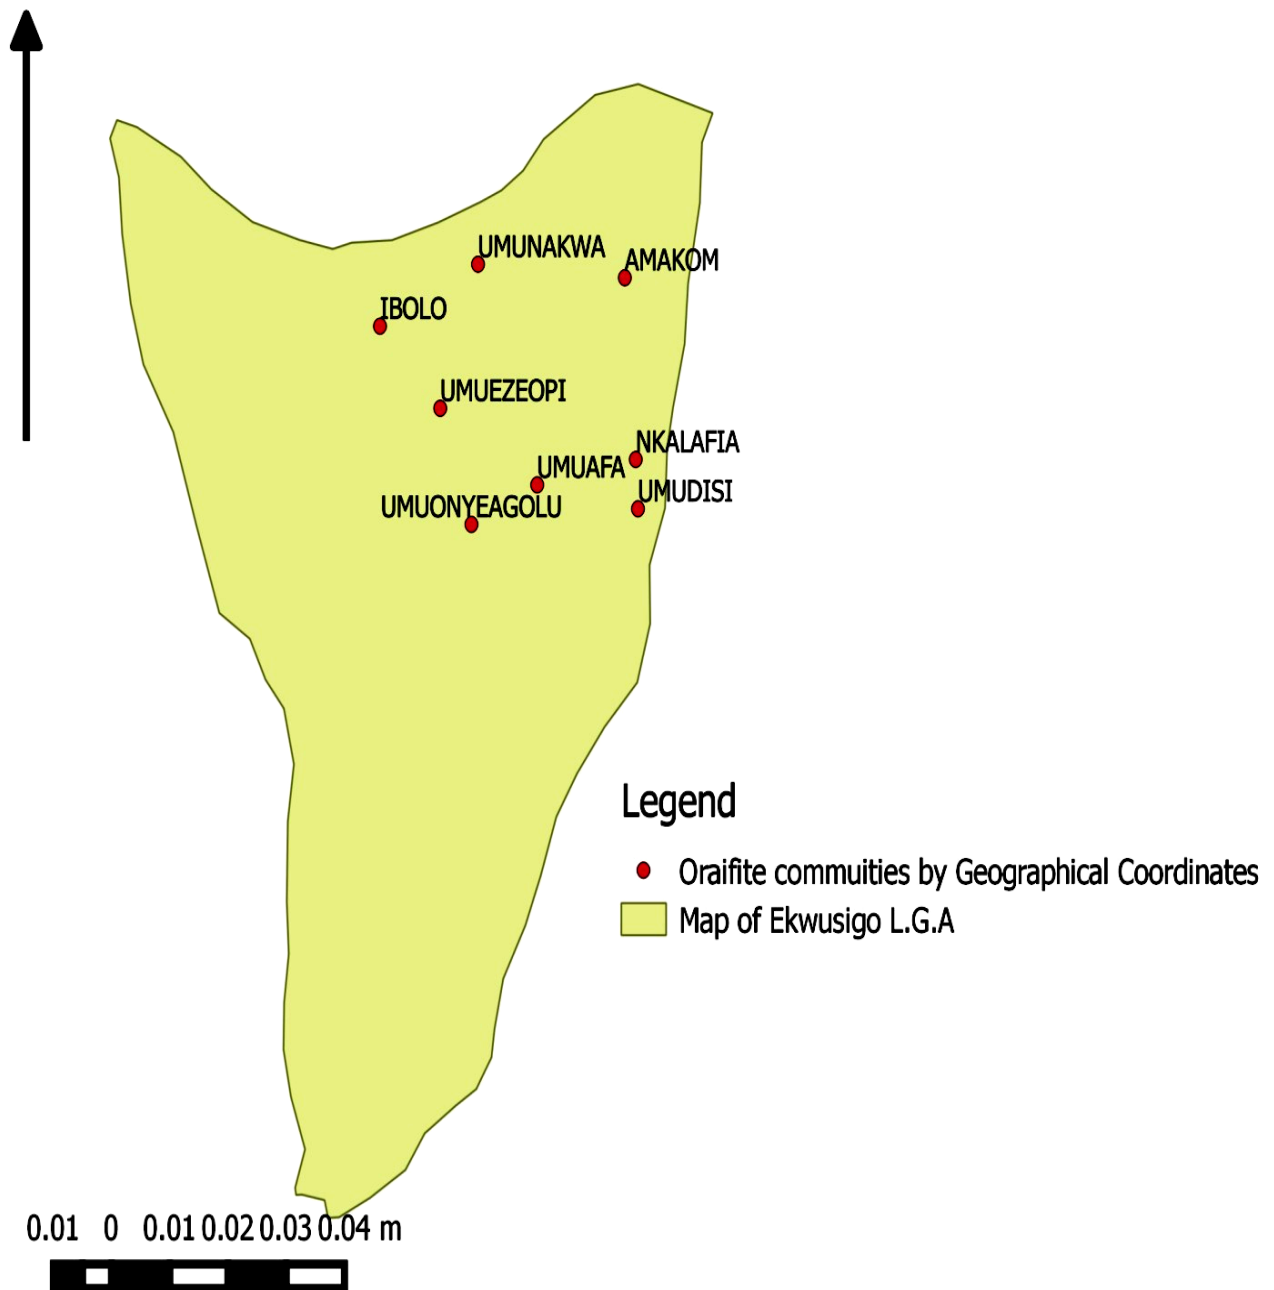 UMUNAKWA
AMAKOM
IBOLO
UMUEZEOPI
NKALAFIA
UMUAFA
UMUDISI
UMUONYEAGOLU
Legend
Oraifite commuities by Geographical Coordinates
Map of Ekwusigo L.G.A
0.01 0 0.01 0.02 0.03 0.04 m